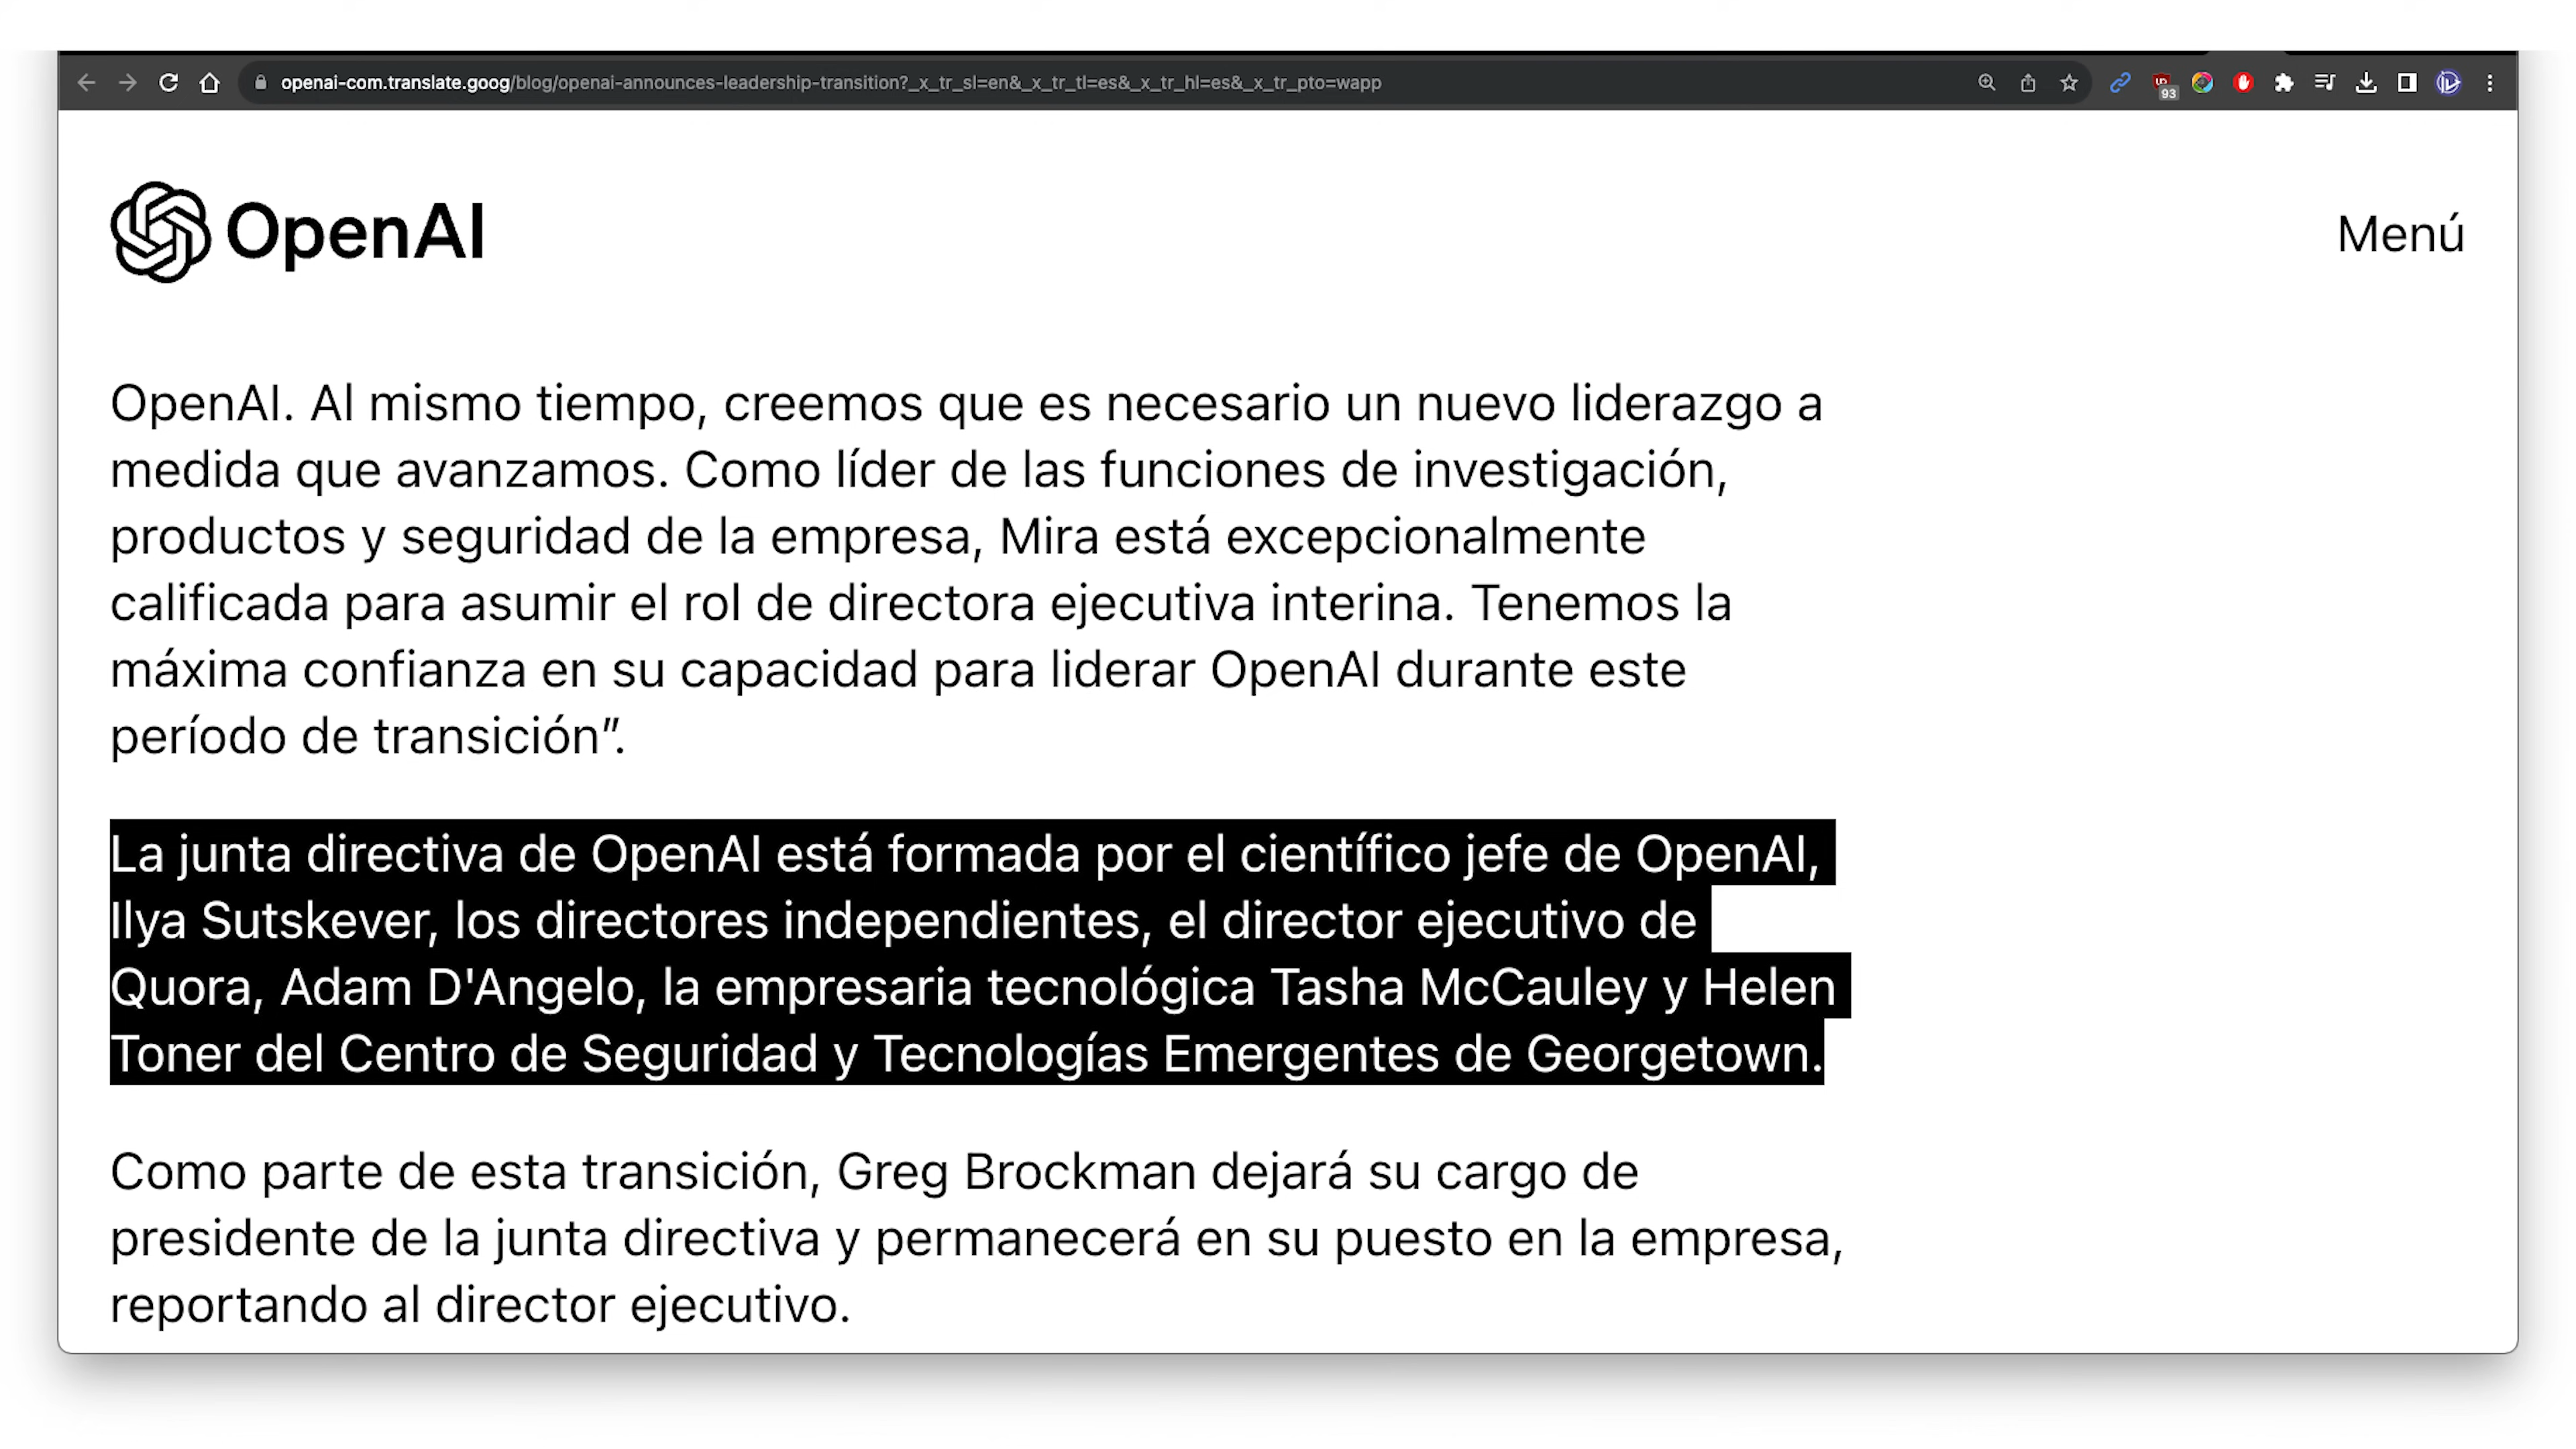 openai-com.translate.goog/blog/openai-announces-leadership-transition?_x_tr_sl=en&_x_tr_tl=es&_x_tr_hl=es&_x_tr_pto=wapp
93
OpenAI
Menú
OpenAI. Al mismo tiempo, creemos que es necesario un nuevo liderazgo a
medida que avanzamos. Como líder de las funciones de investigación,
productos y seguridad de la empresa, Mira está excepcionalmente
calificada para asumir el rol de directora ejecutiva interina. Tenemos la
máxima confianza en su capacidad para liderar OpenAI durante este
período de transición”.
La junta directiva de OpenAI está formada por el científico jefe de OpenAI,
Ilya Sutskever, los directores independientes, el director ejecutivo de
Quora, Adam D'Angelo, la empresaria tecnológica Tasha McCauley y Helen
Toner del Centro de Seguridad y Tecnologías Emergentes de Georgetown.
Como parte de esta transición, Greg Brockman dejará su cargo de
presidente de la junta directiva y permanecerá en su puesto en la empresa,
reportando al director ejecutivo.